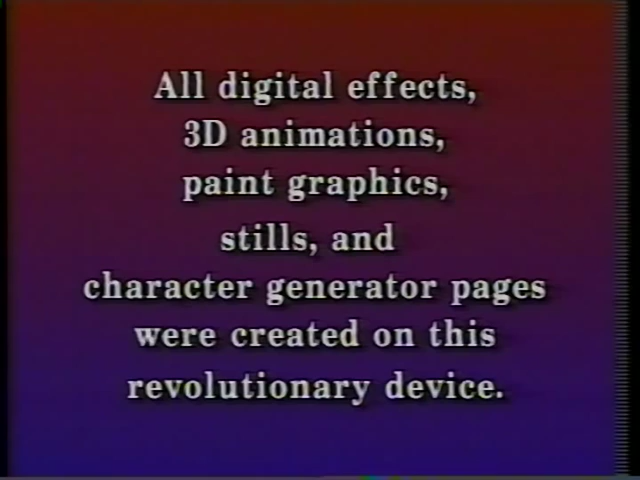 All digital effects,
3D animations,
paint graphics,
stills, and
character generator pages
were created on this
revolutionary device.